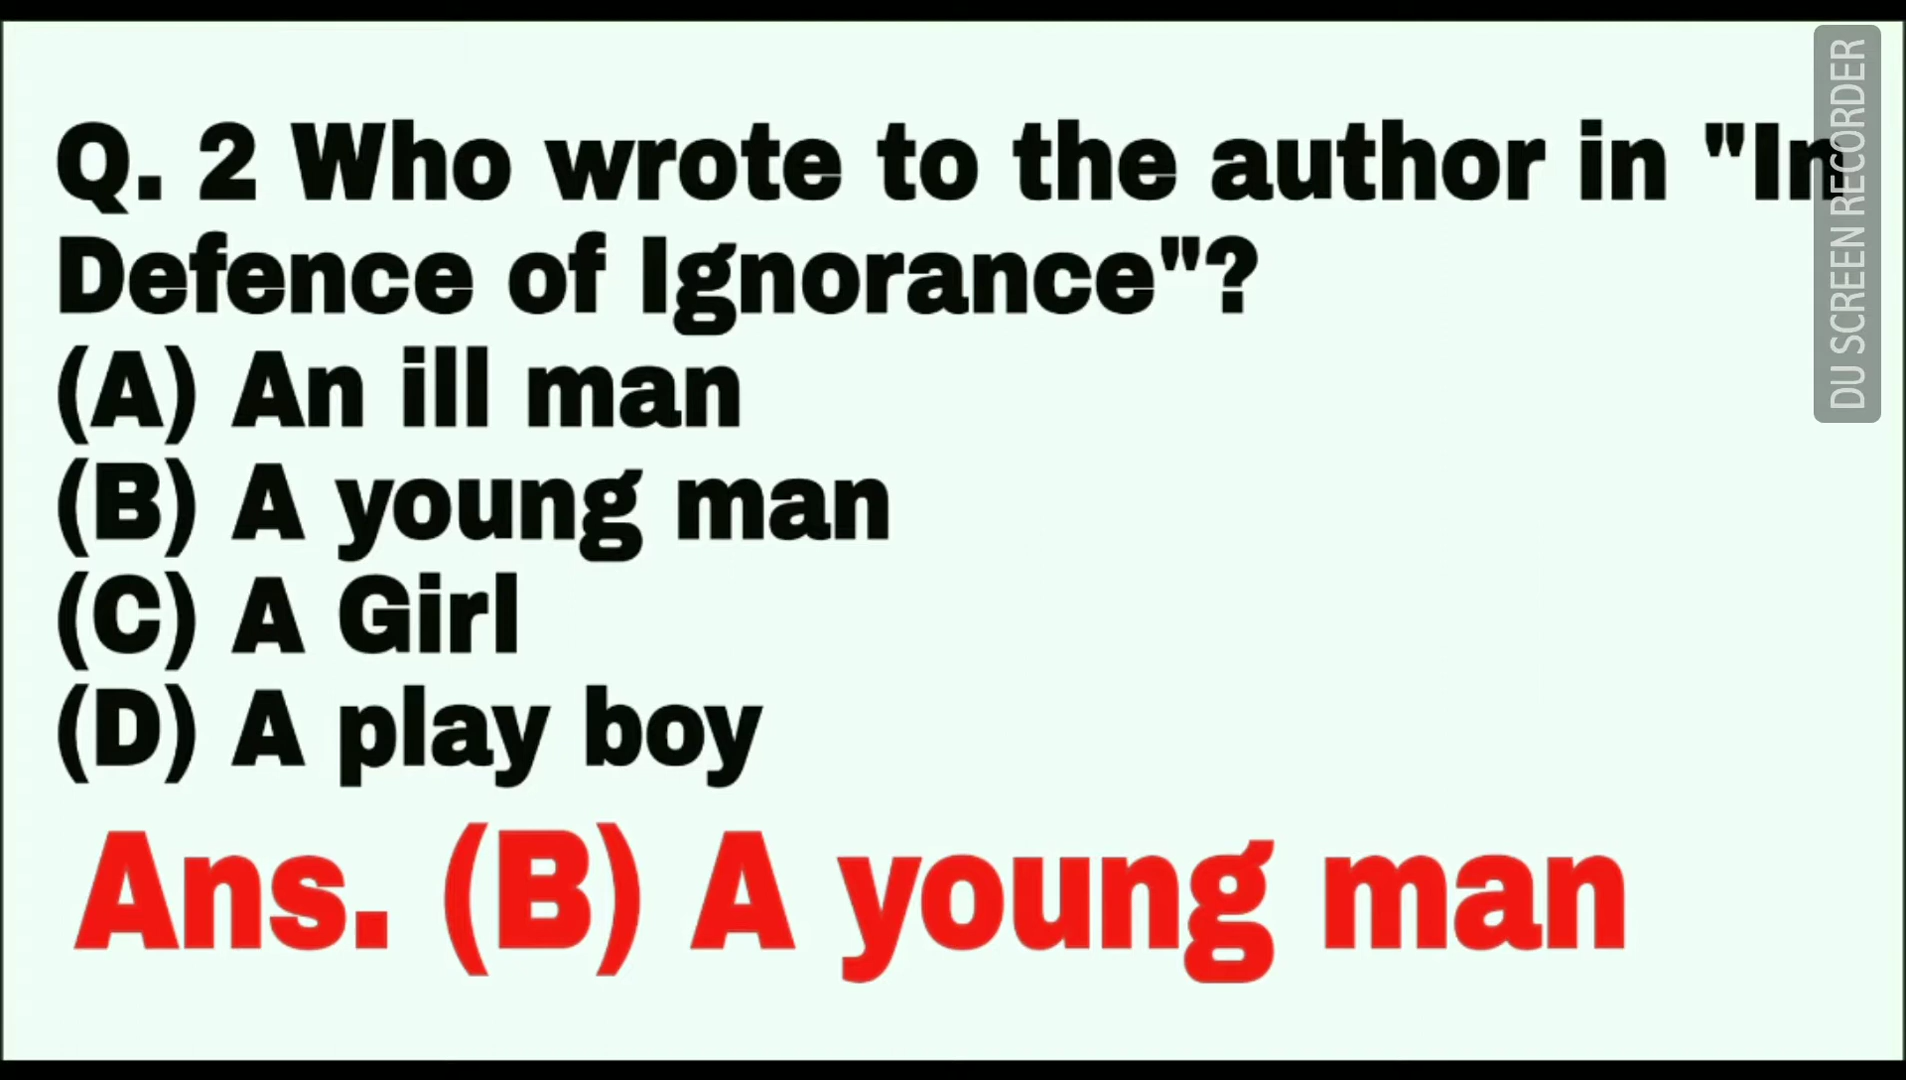 Q. 2 Who wrote to the author in "In
Defence of Ignorance"?
(A) An ill man
(B) A young man
(C) A Girl
(D) A play boy
Ans. (B) A young man
DU SCREEN RECORDER